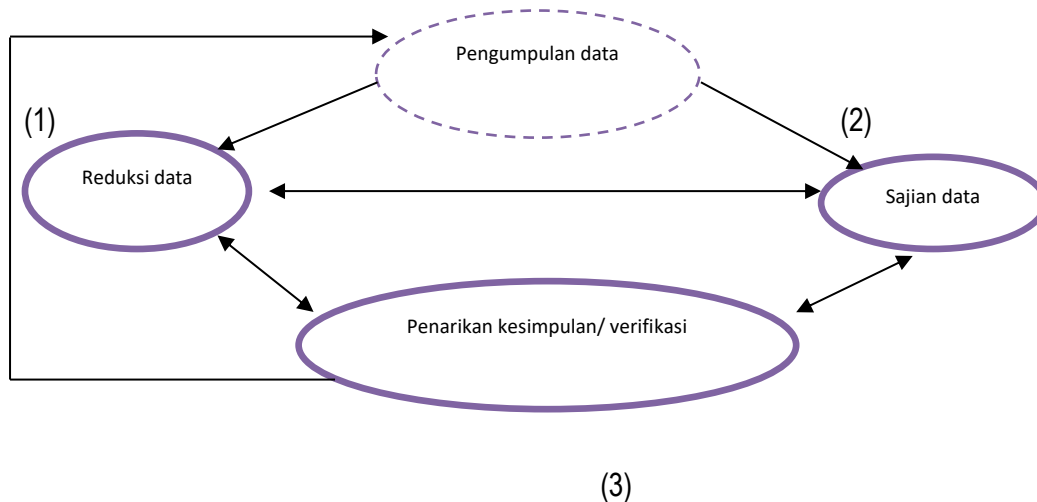 Pengumpulan data
(1)
(2)
Reduksi data
Sajian data
Penarikan kesimpulan/ verifikasi
(3)